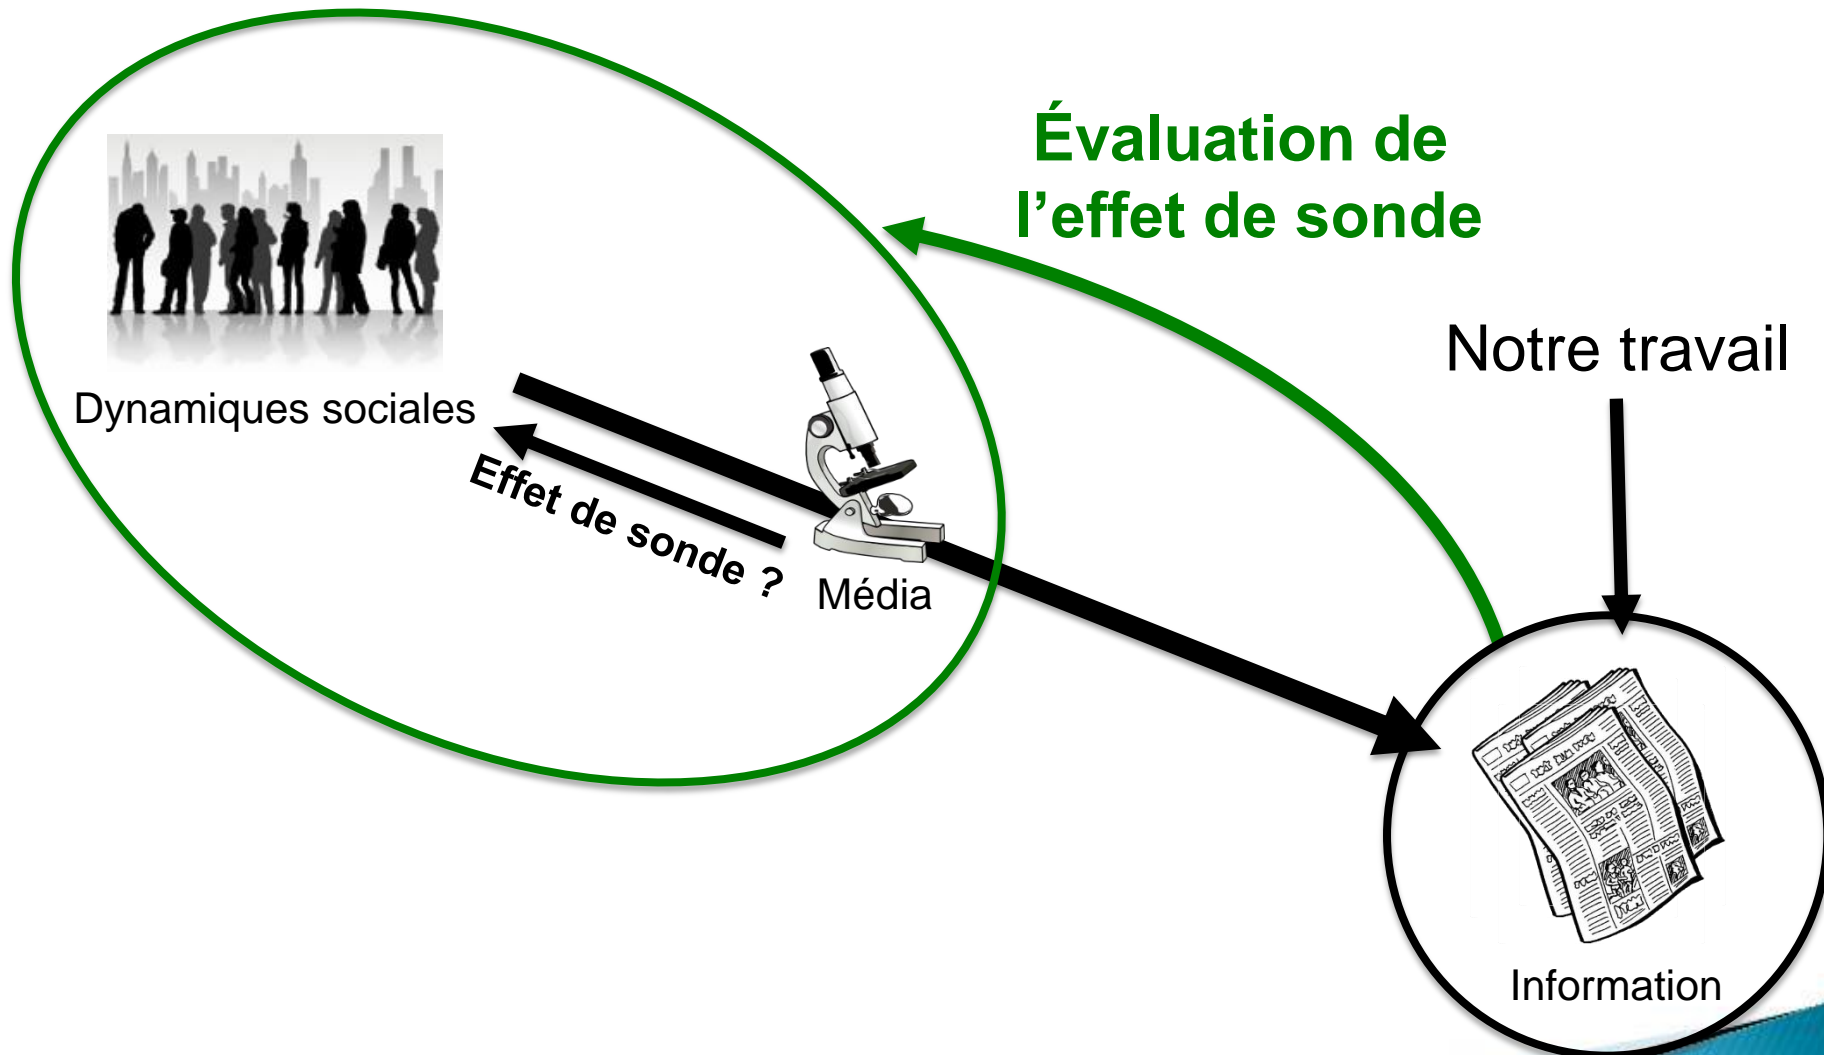 Évaluation de
l’effet de sonde
Notre travail
Dynamiques sociales
Effet de sonde ?
Média
Information